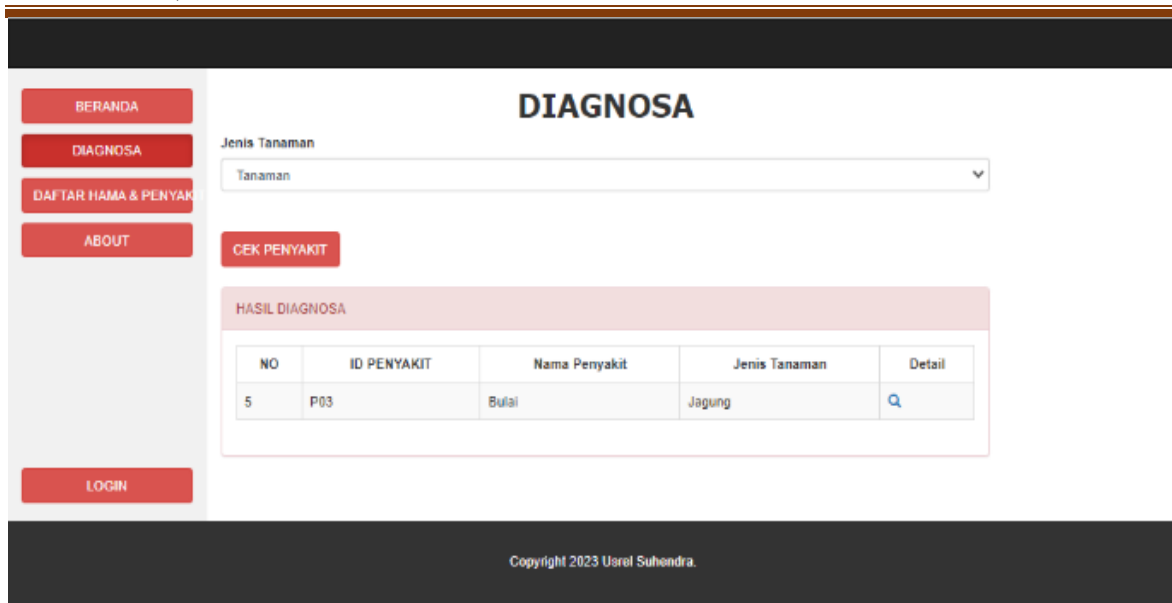 BERANDA
DIAGNOSA
DAFTAR HAMA & PENYAKIT
ABOUT
LOGIN
DIAGNOSA
Jenis Tanaman
Tanaman
CEK PENYAKIT
HASIL DIAGNOSA
NO ID PENYAKIT Nama Penyakit Jenis Tanaman Detail
5 P03 Bulai Jagung
Copyright 2023 Usrel Suhendra.